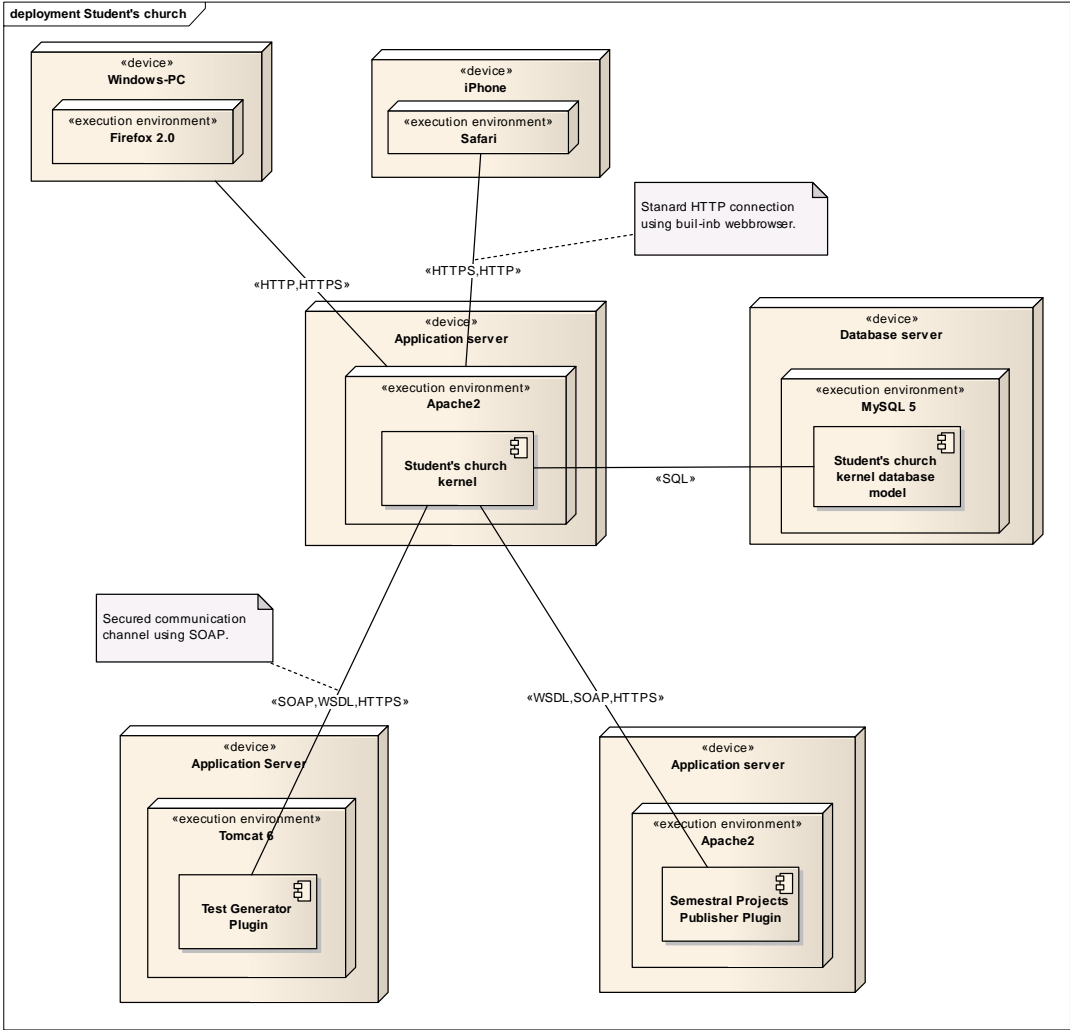 deployment Student's church
«device»
Windows-PC
«execution environment»
Firefox 2.0
«device»
iPhone
«execution environment»
Safari
Stanard HTTP connection
using buil-inb webbrowser.
«HTTPS,HTTP»
«HTTP,HTTPS»
«device»
Application server
«execution environment»
Apache2
Student's church
kernel
«device»
Database server
«execution environment»
MySQL 5
Student's church
kernel database
model
«SQL»
Secured communication
channel using SOAP.
«SOAP,WSDL,HTTPS»
«WSDL,SOAP,HTTPS»
«device»
Application Server
«execution environment»
Tomcat 6
Test Generator
Plugin
«device»
Application server
«execution environment»
Apache2
Semestral Projects
Publisher Plugin